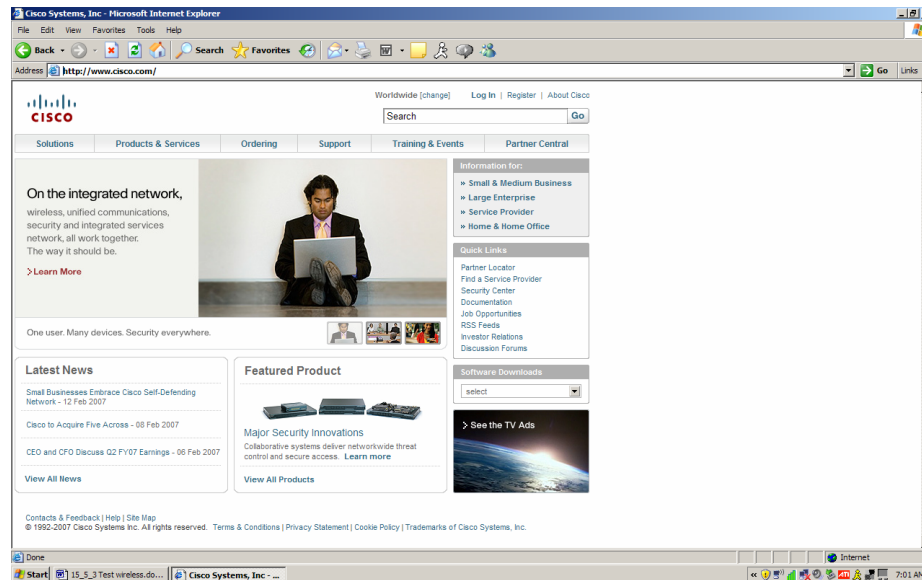 Cisco Systems, Inc - Microsoft Internet Explorer
File Edit View Favorites Tools Help
Back Search Favorites
Address http://www.cisco.com/ Go Links
Worldwide [change] Log In | Register | About Cisco
CISCO
Search Go
Solutions Products & Services Ordering Support Training & Events Partner Central
On the integrated network,
wireless, unified communications,
security and integrated services
network, all work together.
The way it should be.
>Learn More
One user. Many devices. Security everywhere.
Information for:
» Small & Medium Business
» Large Enterprise
» Service Provider
» Home & Home Office
Quick Links
Partner Locator
Find a Service Provider
Security Center
Documentation
Job Opportunities
RSS Feeds
Investor Relations
Discussion Forums
Latest News
Small Businesses Embrace Cisco Self-Defending
Network - 12 Feb 2007
Cisco to Acquire Five Across - 08 Feb 2007
CEO and CFO Discuss Q2 FY07 Earnings - 06 Feb 2007
View All News
Featured Product
Major Security Innovations
Collaborative systems deliver networkwide threat
control and secure access. Learn more
View All Products
Software Downloads
select
> See the TV Ads
Contacts & Feedback | Help | Site Map
© 1992-2007 Cisco Systems Inc. All rights reserved. Terms & Conditions | Privacy Statement | Cookie Policy | Trademarks of Cisco Systems, Inc.
Done Internet
Start 15_5_3 Test wireless.do... Cisco Systems, Inc - ... 7:01 AM